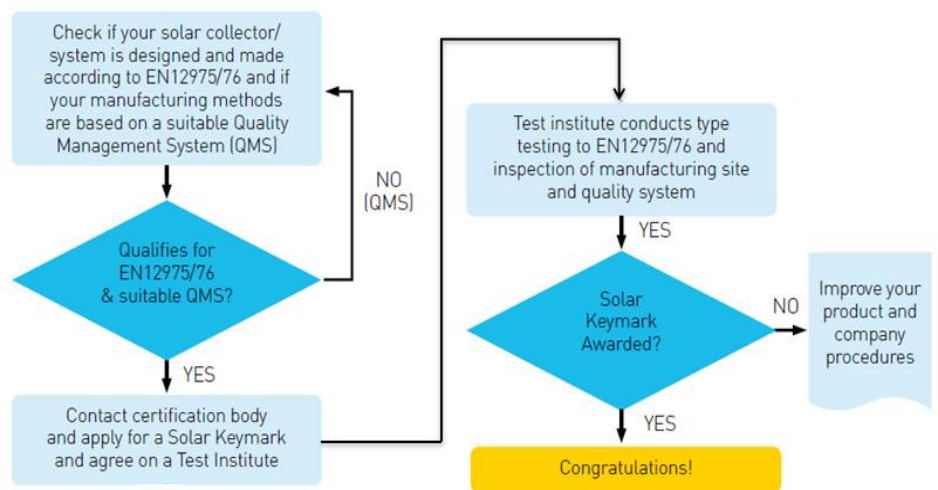 Check if your solar collector/
system is designed and made
according to EN12975/76 and if
your manufacturing methods
are based on a suitable Quality
Management System (QMS)
NO
(QMS)
Qualifies for
EN12975/76
& suitable QMS?
YES
Contact certification body
and apply for a Solar Keymark
and agree on a Test Institute
Test institute conducts type
testing to EN12975/76 and
inspection of manufacturing site
and quality system
YES
Solar
Keymark
Awarded?
NO
Improve your
product and
company
procedures
YES
Congratulations!